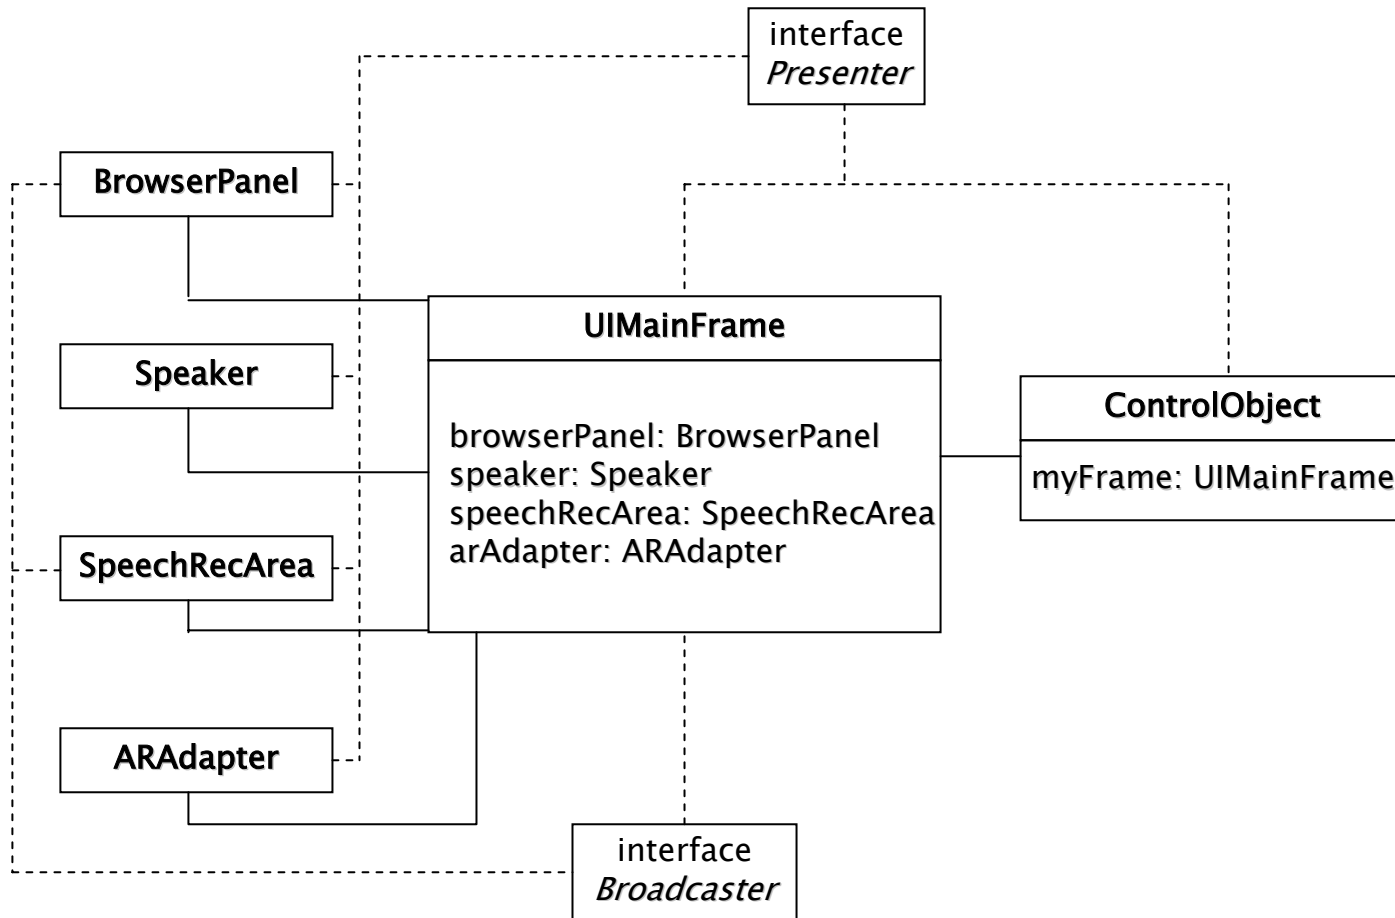 interface
Presenter
BrowserPanel
UIMainFrame
Speaker
ControlObject
browserPanel: BrowserPanel
speaker: Speaker
speechRecArea: SpeechRecArea
arAdapter: ARAdapter
myFrame: UIMainFrame
SpeechRecArea
ARAdapter
interface
Broadcaster